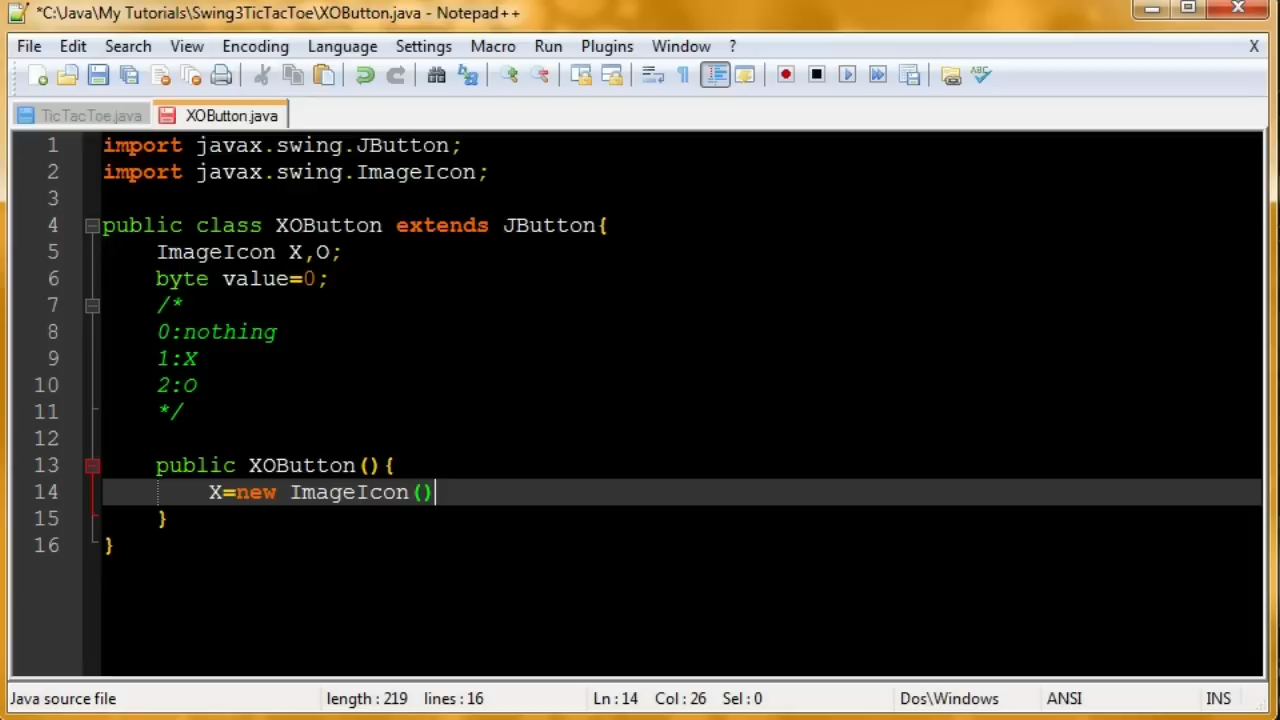 *C:\Java\My Tutorials\Swing3TicTacToe\XOButton.java - Notepad++
File Edit Search View Encoding Language Settings Macro Run Plugins Window ? X
TicTacToe.java XOButton.java
1 import javax.swing.JButton;
2 import javax.swing.ImageIcon;
3
4 public class XOButton extends JButton{
5 ImageIcon X,O;
6 byte value=0;
7 /*
8 0:nothing
9 1:X
10 2:O
11 */
12
13 public XOButton(){
14 X=new ImageIcon()
15 }
16 }
Java source file length : 219 lines : 16 Ln : 14 Col : 26 Sel : 0 Dos\Windows ANSI INS